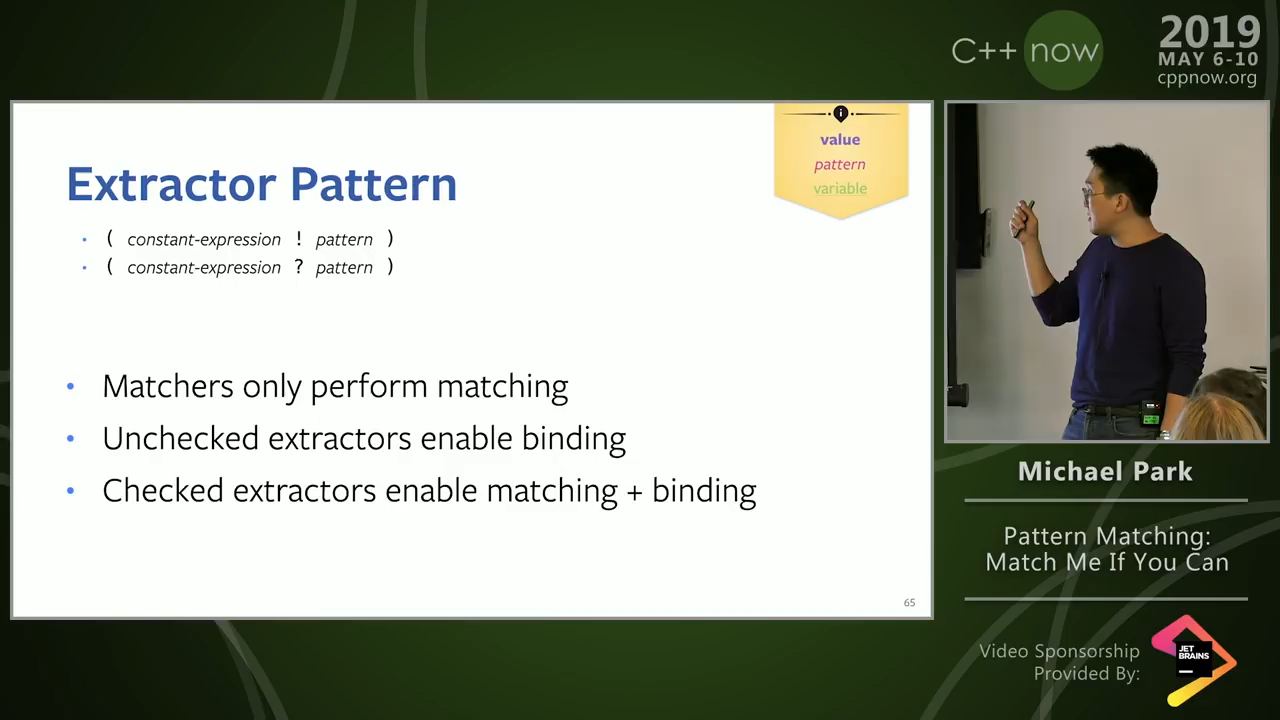 C++ now
2019
MAY 6-10
cppnow.org
value
pattern
variable
Extractor Pattern
• ( constant-expression ! pattern )
• ( constant-expression ? pattern )
• Matchers only perform matching
• Unchecked extractors enable binding
• Checked extractors enable matching + binding
65
Michael Park
Pattern Matching:
Match Me If You Can
Video Sponsorship
Provided By:
JET
BRAINS